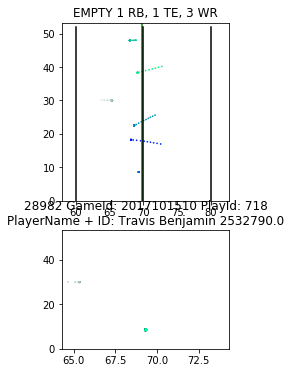 EMPTY 1 RB, 1 TE, 3 WR
50
40
30
20
10
0
60 65 70 75 80
28982 GameId: 2017101510 PlayId: 718
PlayerName + ID: Travis Benjamin 2532790.0
40
20
0
65.0 67.5 70.0 72.5